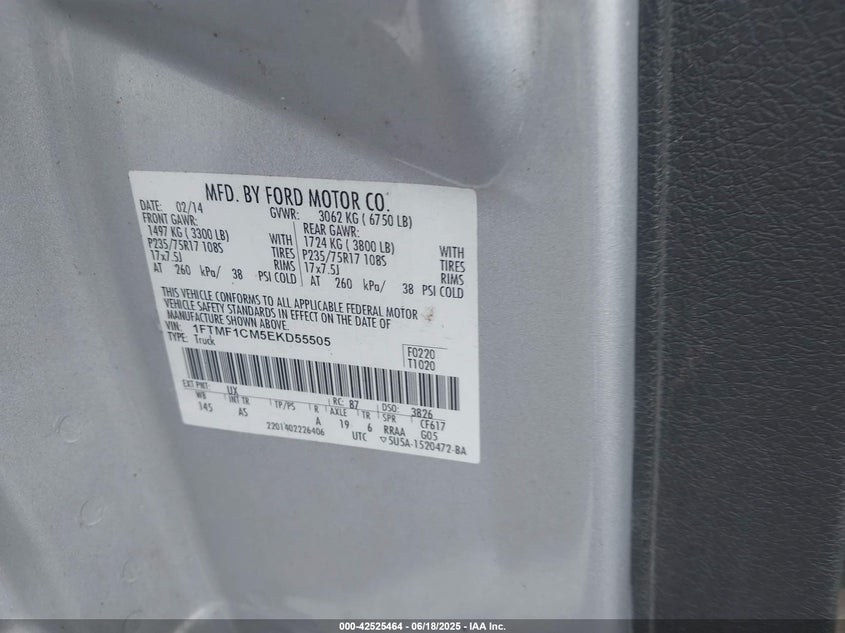 MFD. BY FORD MOTOR CO.
DATE: 02/14 GVWR: 3062 KG ( 6750 LB)
FRONT GAWR: REAR GAWR:
1497 KG ( 3300 LB) WITH 1724 KG ( 3800 LB) WITH
P235/75R17 108S TIRES P235/75R17 108S TIRES
17x7.5J RIMS 17x7.5J RIMS
AT 260 kPa/ 38 PSI COLD AT 260 kPa/ 38 PSI COLD
THIS VEHICLE CONFORMS TO ALL APPLICABLE FEDERAL MOTOR
VEHICLE SAFETY STANDARDS IN EFFECT ON THE DATE OF
MANUFACTURE SHOWN ABOVE.
VIN: 1FTMF1CM5EKD55505
TYPE: Truck
F0220
T1020
EXT PNT: UX RC: B7 DSO: 3B26
WB INT TR TP/PS R AXLE TR SPR CF617
145 AS A 19 6 RRAA G05
2201402226406 UTC ▽5U5A-1520472-BA
000-42525464 - 06/18/2025 - IAA Inc.